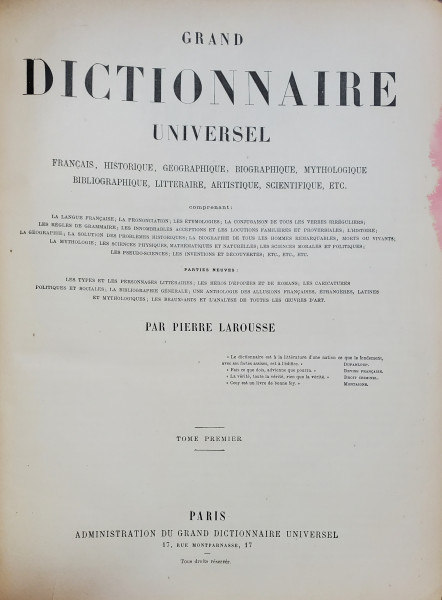 GRAND
DICTIONNAIRE
UNIVERSEL
FRANÇAIS, HISTORIQUE, GÉOGRAPHIQUE, BIOGRAPHIQUE, MYTHOLOGIQUE
BIBLIOGRAPHIQUE, LITTÉRAIRE, ARTISTIQUE, SCIENTIFIQUE, ETC.
comprenant :
LA LANGUE FRANÇAISE; LA PRONONCIATION; LES ÉTYMOLOGIES; LA CONJUGAISON DE TOUS LES VERBES IRRÉGULIERS;
LES RÈGLES DE GRAMMAIRE; LES INNOMBRABLES ACCEPTIONS ET LES LOCUTIONS FAMILIÈRES ET PROVERBIALES; L'HISTOIRE;
LA GÉOGRAPHIE; LA SOLUTION DES PROBLÈMES HISTORIQUES; LA BIOGRAPHIE DE TOUS LES HOMMES REMARQUABLES, MORTS OU VIVANTS;
LA MYTHOLOGIE; LES SCIENCES PHYSIQUES, MATHÉMATIQUES ET NATURELLES; LES SCIENCES MORALES ET POLITIQUES;
LES PSEUDO-SCIENCES; LES INVENTIONS ET DÉCOUVERTES; ETC., ETC., ETC.
PARTIES NEUVES :
LES TYPES ET LES PERSONNAGES LITTÉRAIRES; LES HÉROS D'ÉPOPÉES ET DE ROMANS; LES CARICATURES
POLITIQUES ET SOCIALES; LA BIBLIOGRAPHIE GÉNÉRALE; UNE ANTHOLOGIE DES ALLUSIONS FRANÇAISES, ÉTRANGÈRES, LATINES
ET MYTHOLOGIQUES; LES BEAUX-ARTS ET L'ANALYSE DE TOUTES LES ŒUVRES D'ART.
PAR PIERRE LAROUSSE
« Le dictionnaire est à la littérature d'une nation ce que le fondement,
avec ses fortes assises, est à l'édifice. » DUPANLOUP.
« Fais ce que dois, advienne que pourra. » DEVISE FRANÇAISE.
« La vérité, toute la vérité, rien que la vérité. » DROIT CRIMINEL.
« Cecy est un livre de bonne foy. » MONTAIGNE.
TOME PREMIER
PARIS
ADMINISTRATION DU GRAND DICTIONNAIRE UNIVERSEL
17, RUE MONTPARNASSE, 17
Tous droits réservés.